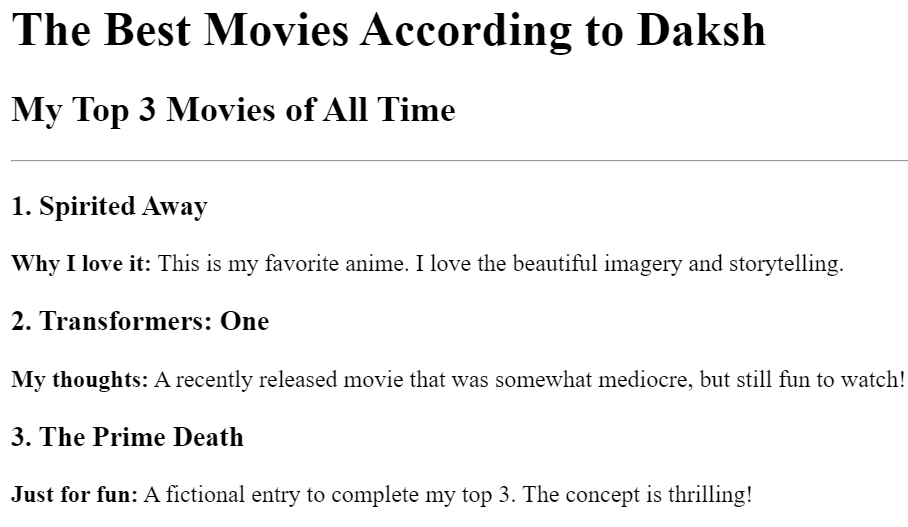 The Best Movies According to Daksh
My Top 3 Movies of All Time
1. Spirited Away
Why I love it: This is my favorite anime. I love the beautiful imagery and storytelling.
2. Transformers: One
My thoughts: A recently released movie that was somewhat mediocre, but still fun to watch!
3. The Prime Death
Just for fun: A fictional entry to complete my top 3. The concept is thrilling!